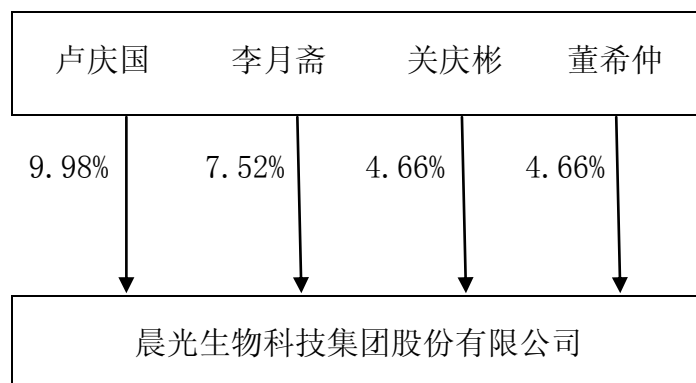 卢庆国 李月斋 关庆彬 董希仲
9.98% 7.52% 4.66% 4.66%
晨光生物科技集团股份有限公司